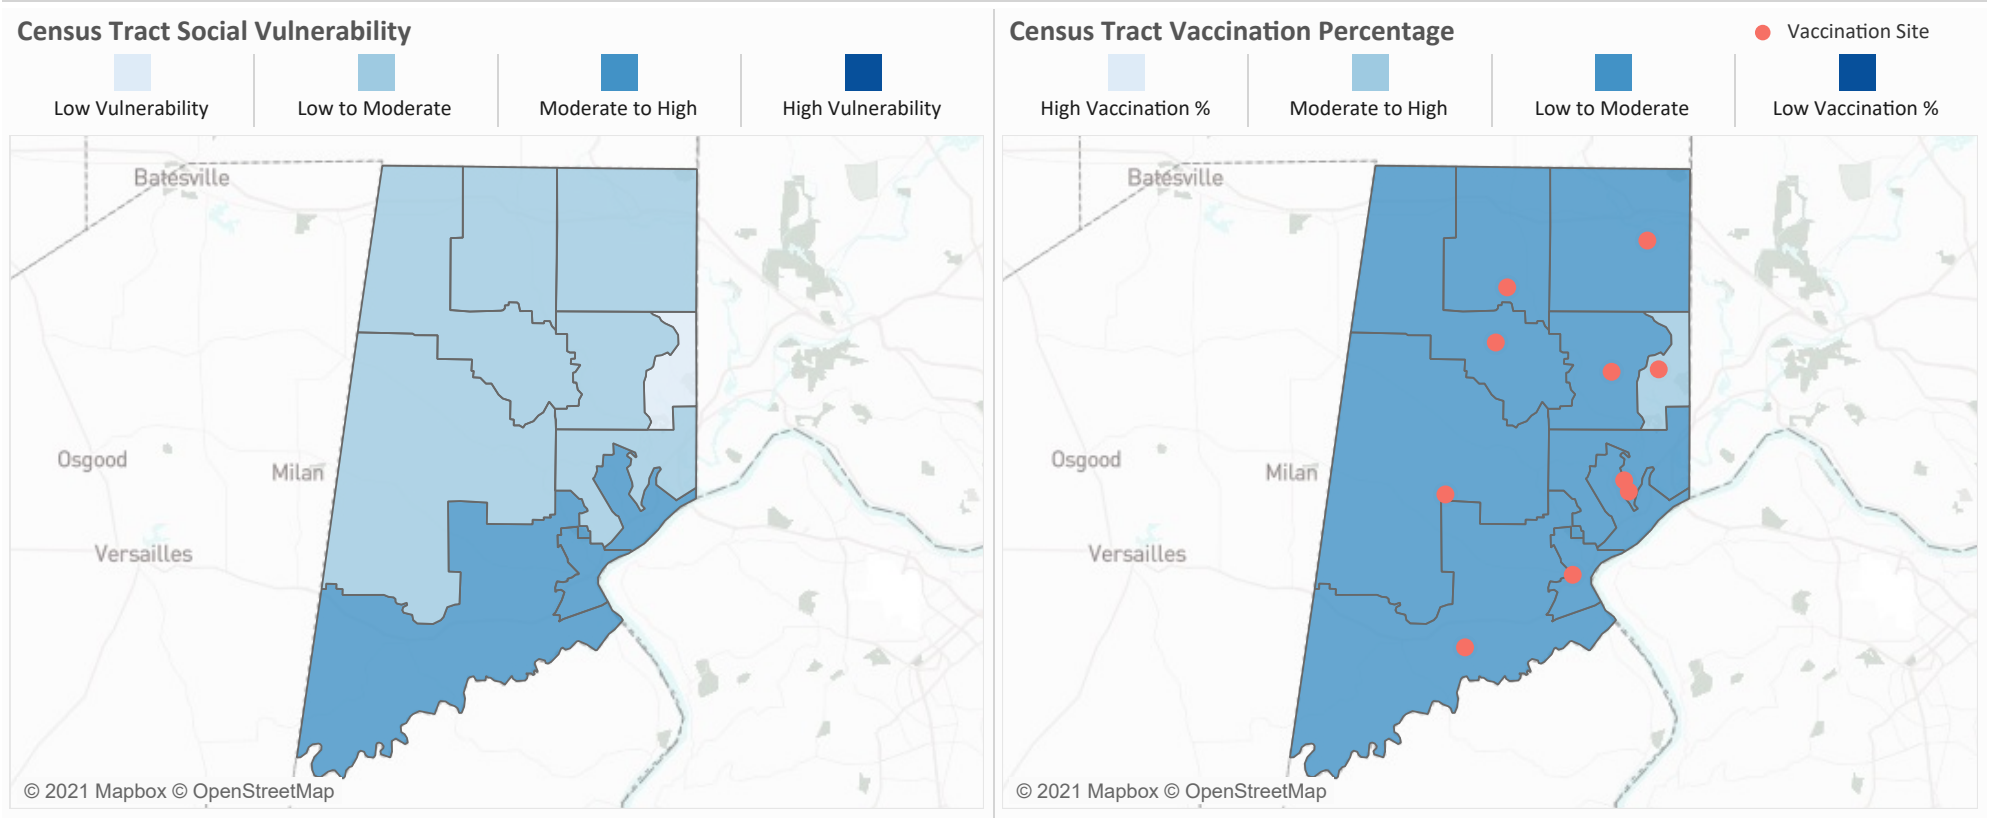 Census Tract Social Vulnerability
Low Vulnerability
Low to Moderate
Moderate to High
High Vulnerability
Batesville
Osgood
Milan
Versailles
© 2021 Mapbox © OpenStreetMap
Census Tract Vaccination Percentage
Vaccination Site
High Vaccination %
Moderate to High
Low to Moderate
Low Vaccination %
Batesville
Osgood
Milan
Versailles
© 2021 Mapbox © OpenStreetMap